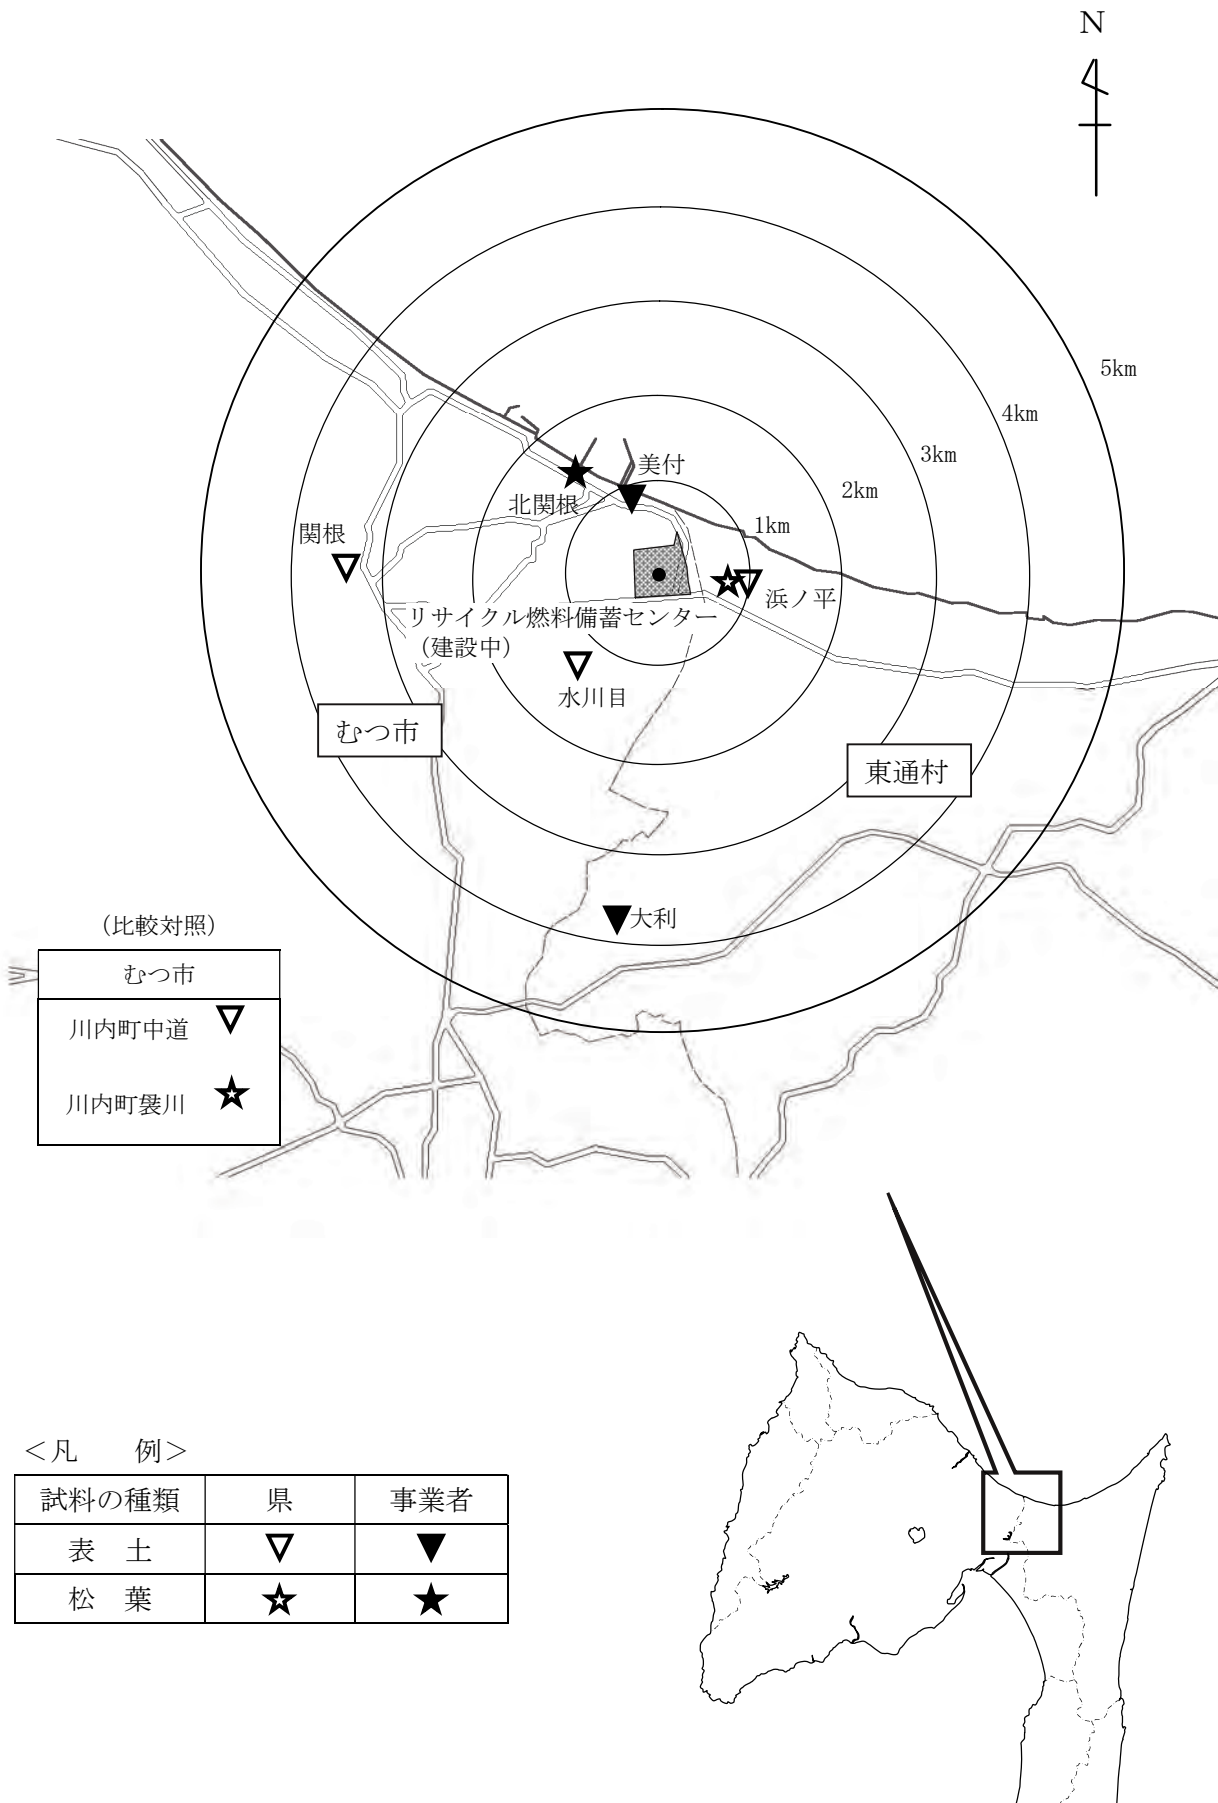 N
5km
4km
3km
2km
1km
美付
北関根
関根
浜ノ平
リサイクル燃料備蓄センター
（建設中）
水川目
むつ市
東通村
大利
（比較対照）
むつ市
川内町中道
川内町袰川
＜凡　例＞
試料の種類 県 事業者
表　土
松　葉